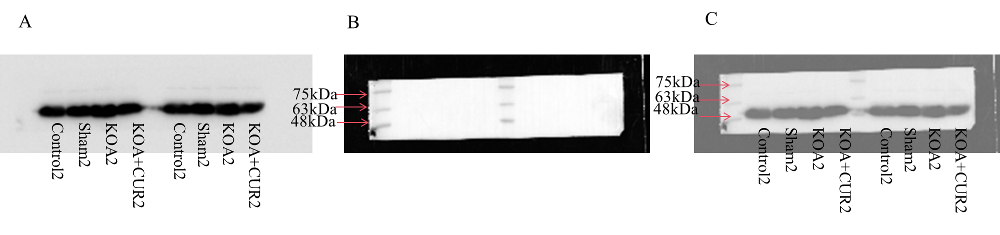 A
B
C
75kDa
63kDa
48kDa
75kDa
63kDa
48kDa
Control2
Sham2
KOA2
KOA+CUR2
Control2
Sham2
KOA2
KOA+CUR2
Control2
Sham2
KOA2
KOA+CUR2
Control2
Sham2
KOA2
KOA+CUR2